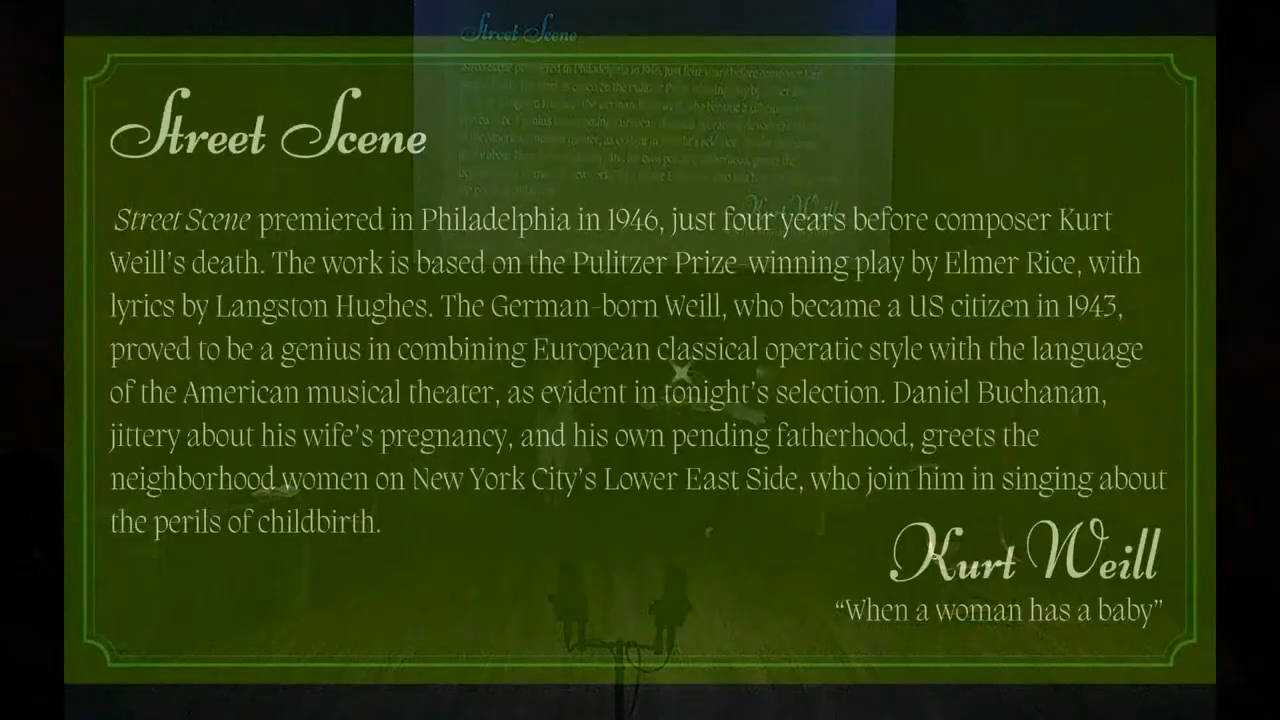 Street Scene
Street Scene premiered in Philadelphia in 1946, just four years before composer Kurt
Weill's death. The work is based on the Pulitzer Prize-winning play by Elmer Rice, with
lyrics by Langston Hughes. The German-born Weill, who became a US citizen in 1943,
proved to be a genius in combining European classical operatic style with the language
of the American musical theater, as evident in tonight's selection. Daniel Buchanan,
jittery about his wife's pregnancy, and his own pending fatherhood, greets the
neighborhood women on New York City's Lower East Side, who join him in singing about
the perils of childbirth.
Kurt Weill
“When a woman has a baby”
Street Scene